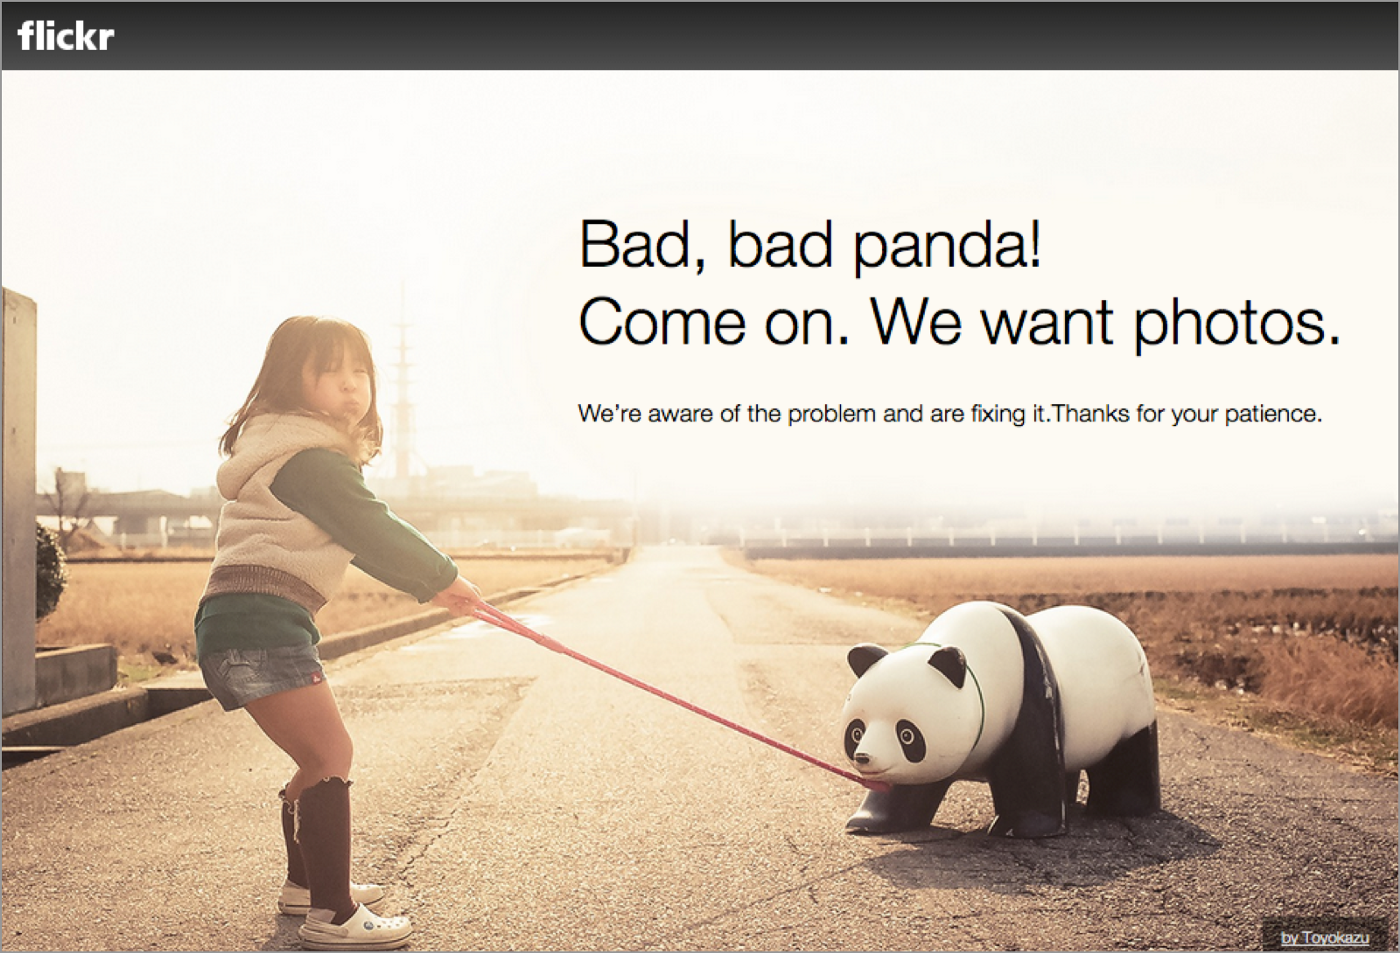 flickr
Bad, bad panda!
Come on. We want photos.
We're aware of the problem and are fixing it.Thanks for your patience.
by Toyokazu